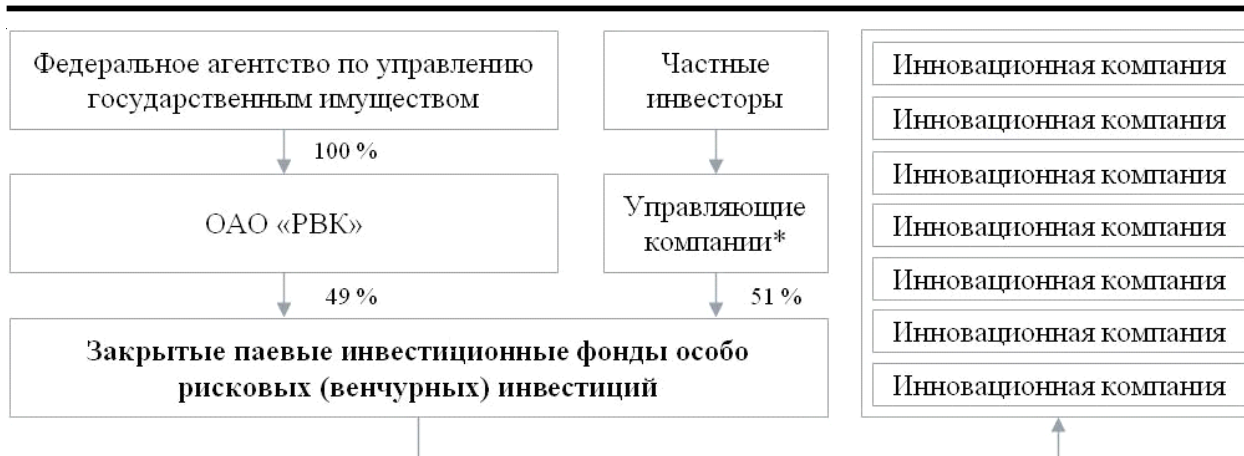 Федеральное агентство по управлению
государственным имуществом
100 %
ОАО «РВК»
49 %
Частные
инвесторы
Управляющие
компании*
51 %
Закрытые паевые инвестиционные фонды особо
рисковых (венчурных) инвестиций
Инновационная компания
Инновационная компания
Инновационная компания
Инновационная компания
Инновационная компания
Инновационная компания
Инновационная компания